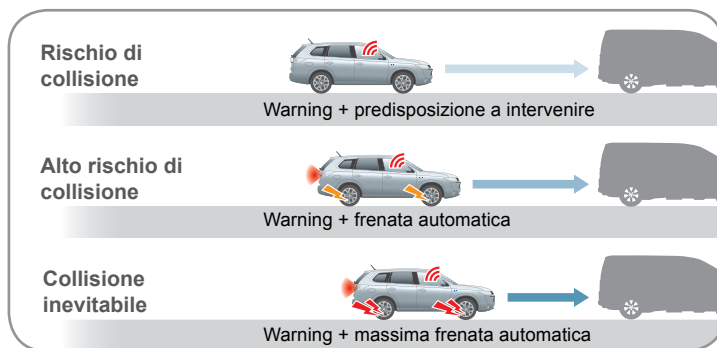 Rischio di
collisione
Warning + predisposizione a intervenire
Alto rischio di
collisione
Warning + frenata automatica
Collisione
inevitabile
Warning + massima frenata automatica